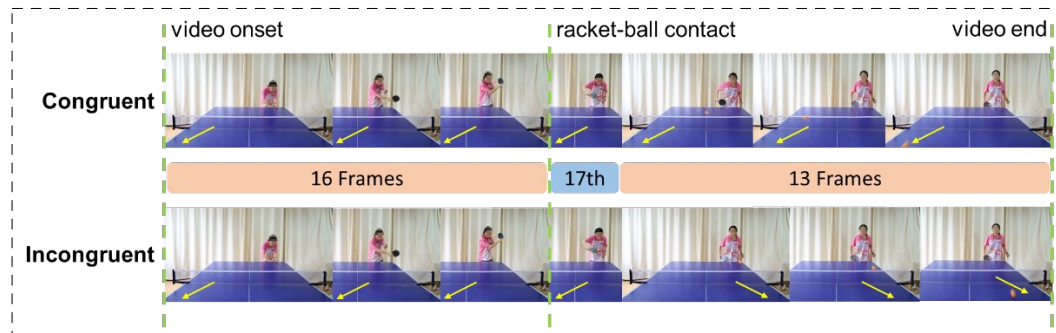 video onset
racket-ball contact
video end
Congruent
16 Frames
17th
13 Frames
Incongruent